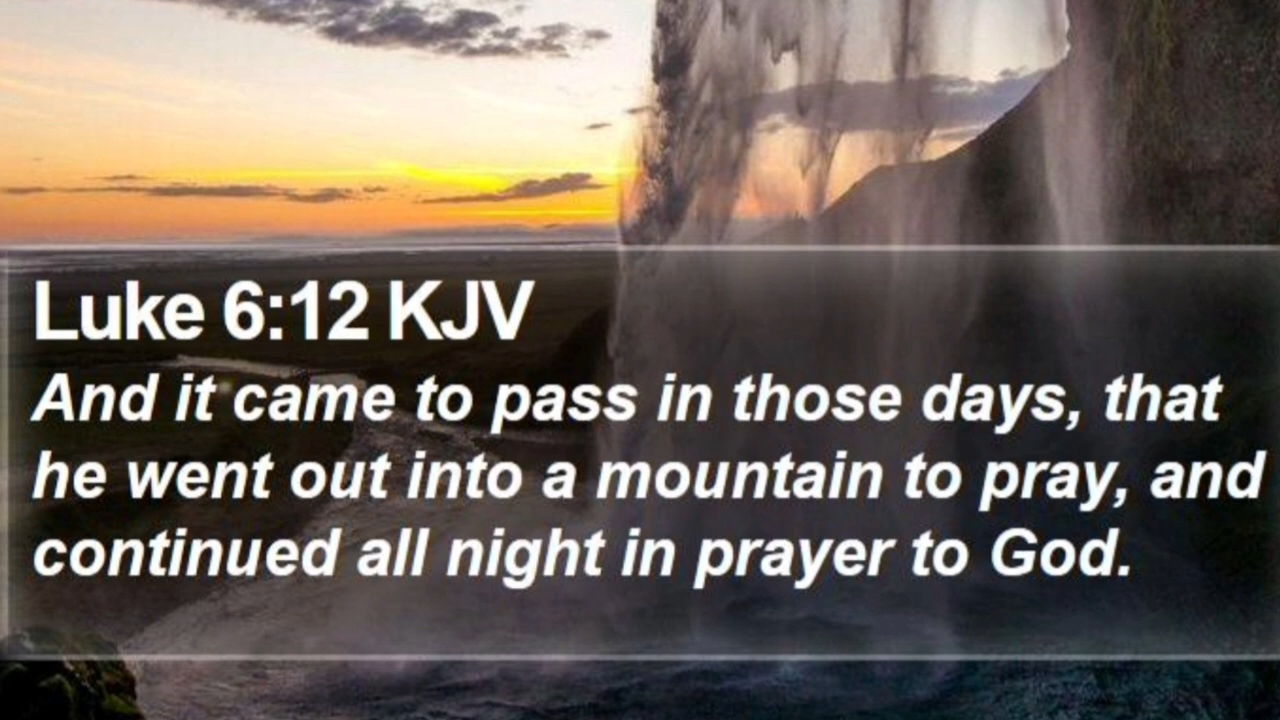 Luke 6:12 KJV
And it came to pass in those days, that
he went out into a mountain to pray, and
continued all night in prayer to God.